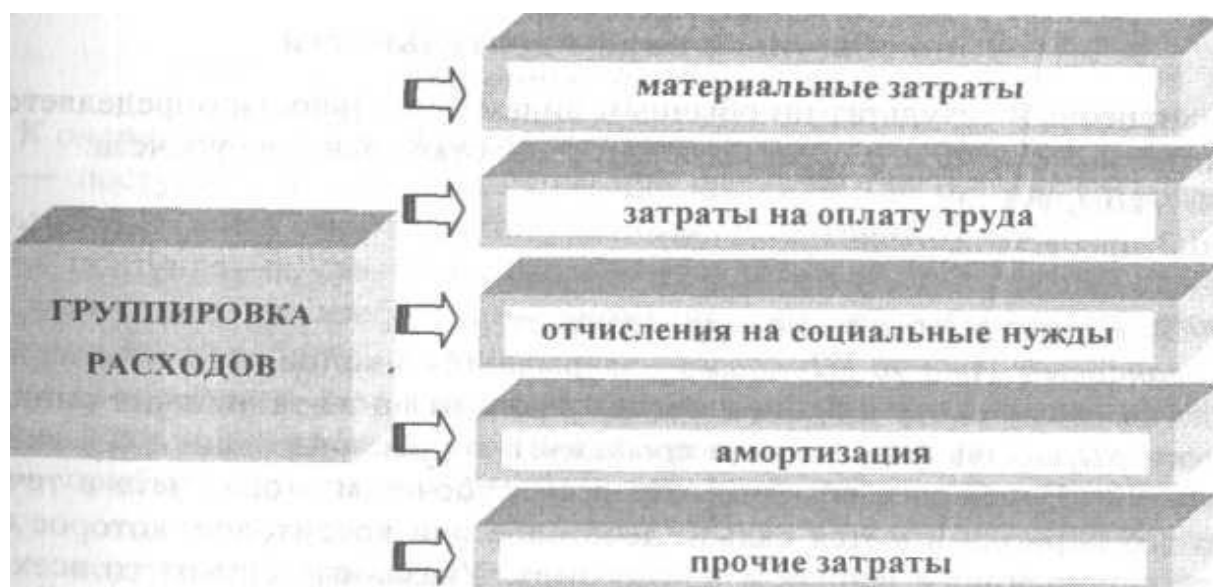 материальные затраты
затраты на оплату труда
ГРУППИРОВКА
РАСХОДОВ
отчисления на социальные нужды
амортизация
прочие затраты